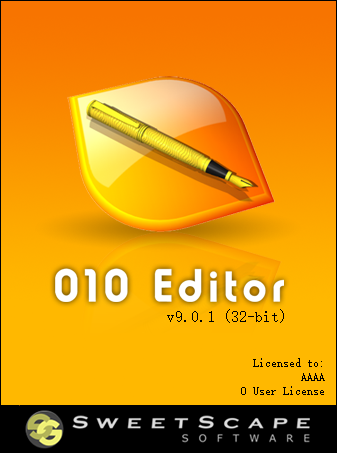 010 Editor
v9.0.1 (32-bit)
Licensed to:
AAAA
0 User License
SWEETSCAPE
SOFTWARE